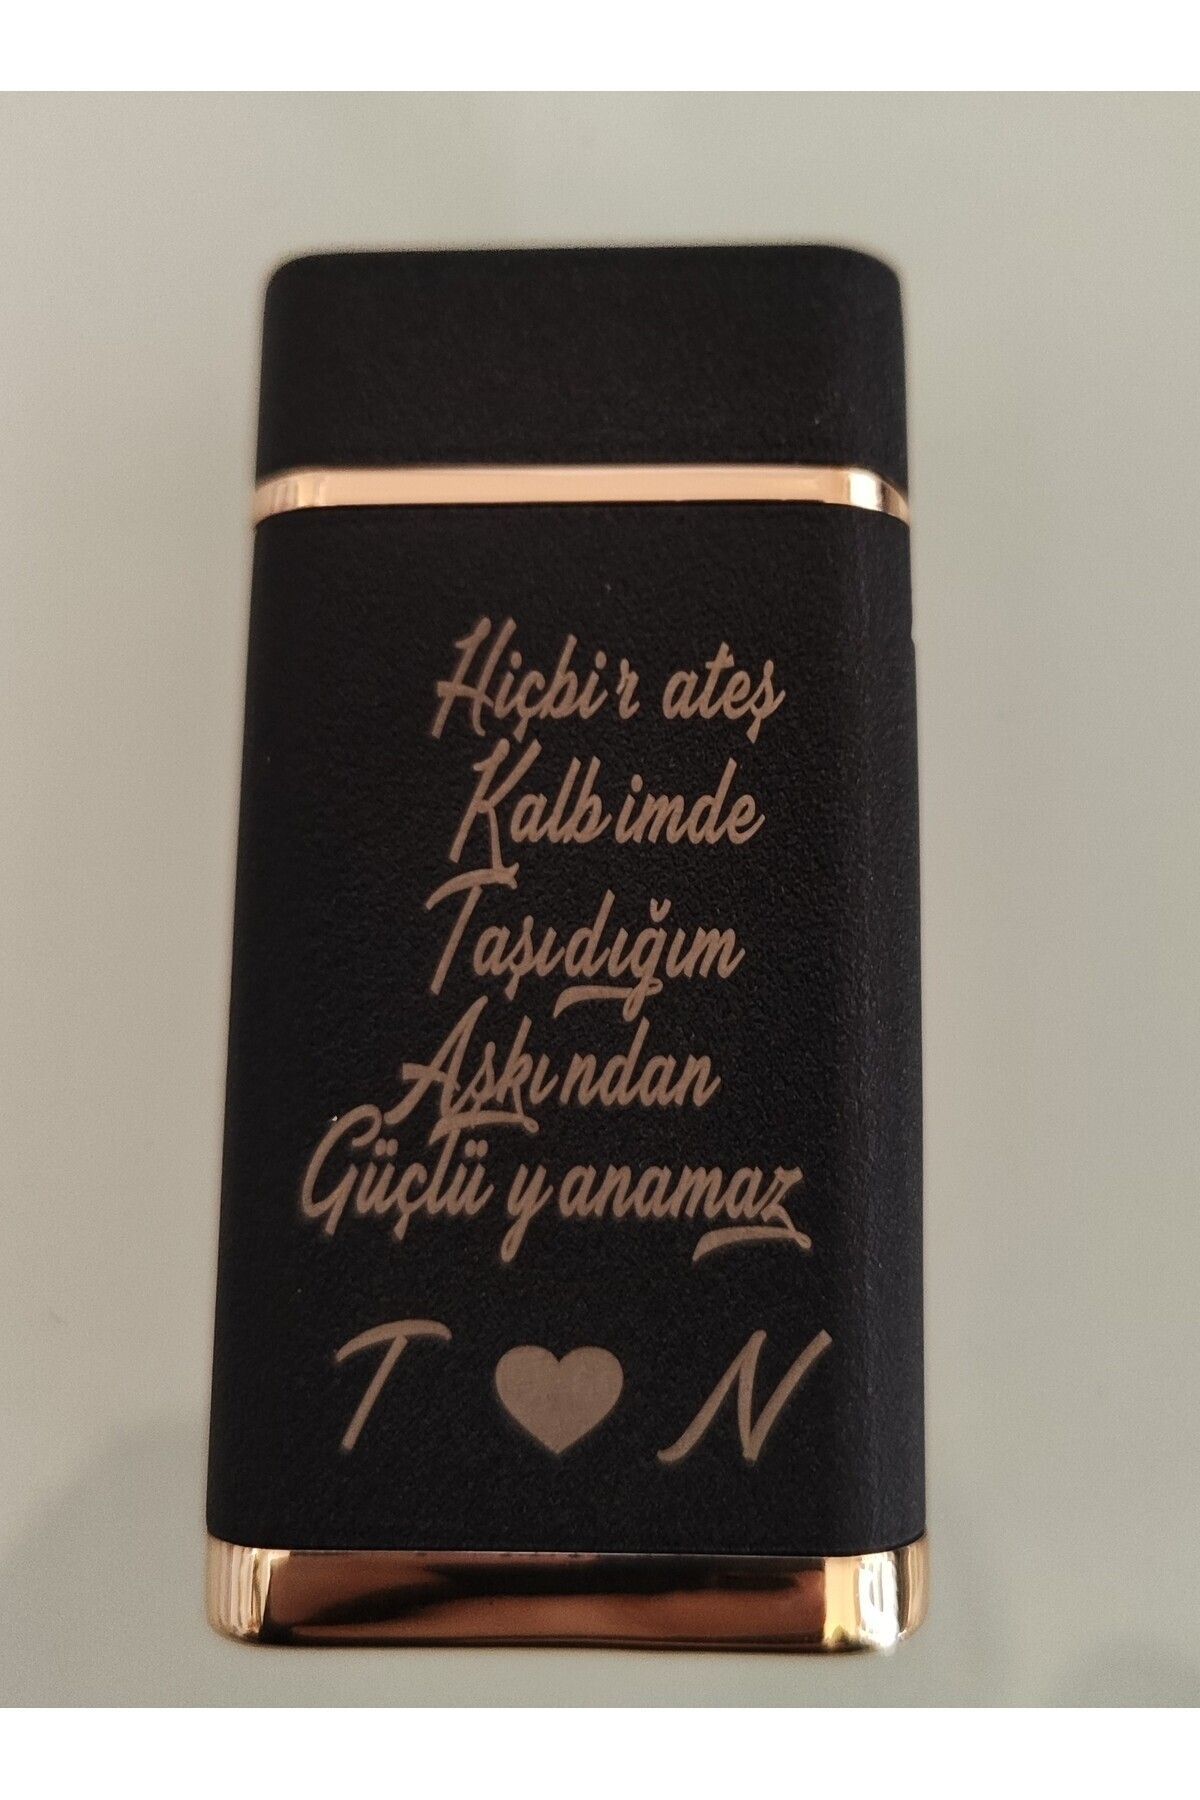 Hiçbir ateş
Kalbimde
Taşıdığım
Aşkından
Güçlü yanamaz
T ♥ N